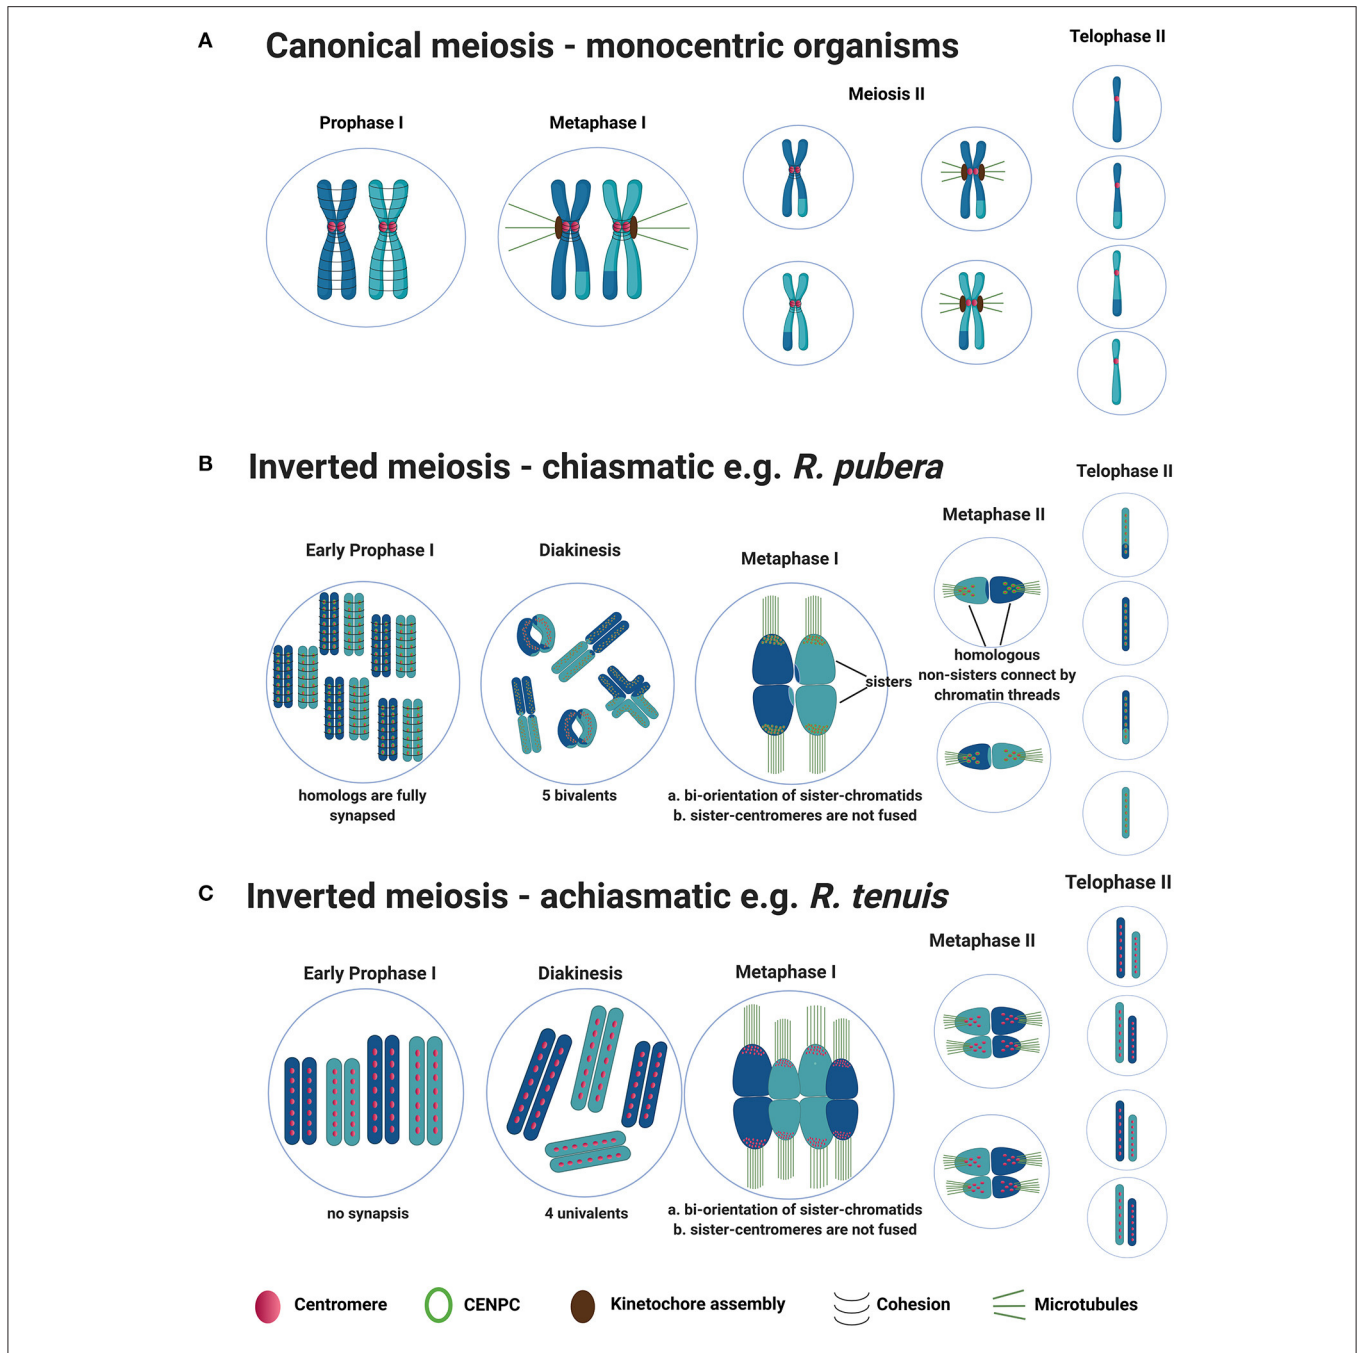 A
Canonical meiosis - monocentric organisms
Telophase II
Meiosis II
Prophase I
Metaphase I
B
Inverted meiosis - chiasmatic e.g. R. pubera
Telophase II
Metaphase II
Early Prophase I
Diakinesis
Metaphase I
sisters
homologous
non-sisters connect by
chromatin threads
homologs are fully
synapsed
5 bivalents
a. bi-orientation of sister-chromatids
b. sister-centromeres are not fused
C
Inverted meiosis - achiasmatic e.g. R. tenuis
Telophase II
Metaphase II
Early Prophase I
Diakinesis
Metaphase I
no synapsis
4 univalents
a. bi-orientation of sister-chromatids
b. sister-centromeres are not fused
Centromere
CENPC
Kinetochore assembly
Cohesion
Microtubules